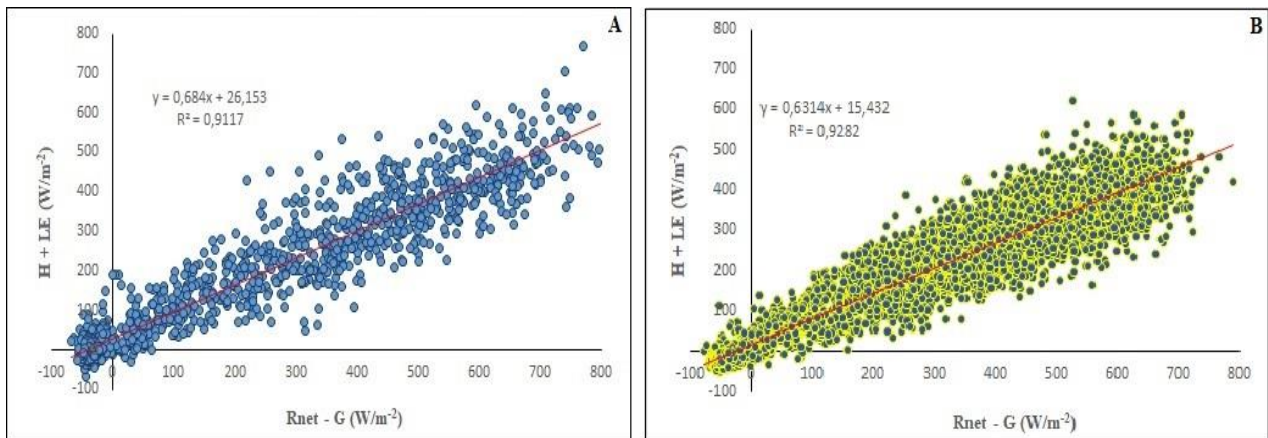 A
800
700
600
500
400
300
200
100
-100
-100 0 100 200 300 400 500 600 700 800
y = 0,684x + 26,153
R² = 0,9117
H + LE (W/m⁻²)
Rnet - G (W/m⁻²)
B
800
700
600
500
400
300
200
100
-100
-100 0 100 200 300 400 500 600 700 800
y = 0,6314x + 15,432
R² = 0,9282
H + LE (W/m⁻²)
Rnet - G (W/m⁻²)